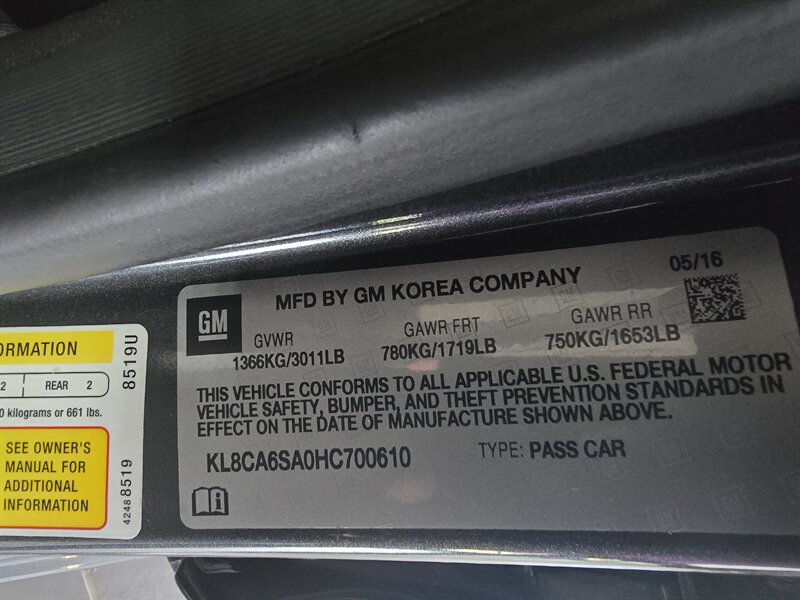 ORMATION
2 REAR 2
0 kilograms or 661 lbs.
SEE OWNER'S
MANUAL FOR
ADDITIONAL
INFORMATION
8519U
42488519
GM
MFD BY GM KOREA COMPANY
05/16
GVWR GAWR FRT GAWR RR
1366KG/3011LB 780KG/1719LB 750KG/1653LB
THIS VEHICLE CONFORMS TO ALL APPLICABLE U.S. FEDERAL MOTOR
VEHICLE SAFETY, BUMPER, AND THEFT PREVENTION STANDARDS IN
EFFECT ON THE DATE OF MANUFACTURE SHOWN ABOVE.
KL8CA6SA0HC700610 TYPE: PASS CAR